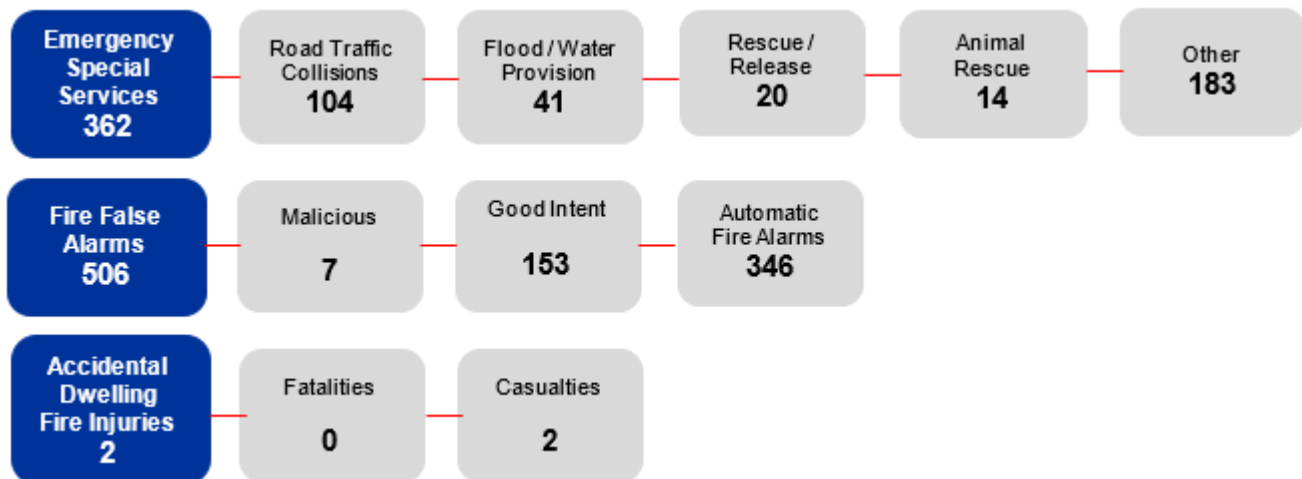 Emergency
Special
Services
362
Road Traffic
Collisions
104
Flood / Water
Provision
41
Rescue /
Release
20
Animal
Rescue
14
Other
183
Fire False
Alarms
506
Malicious
7
Good Intent
153
Automatic
Fire Alarms
346
Accidental
Dwelling
Fire Injuries
2
Fatalities
0
Casualties
2